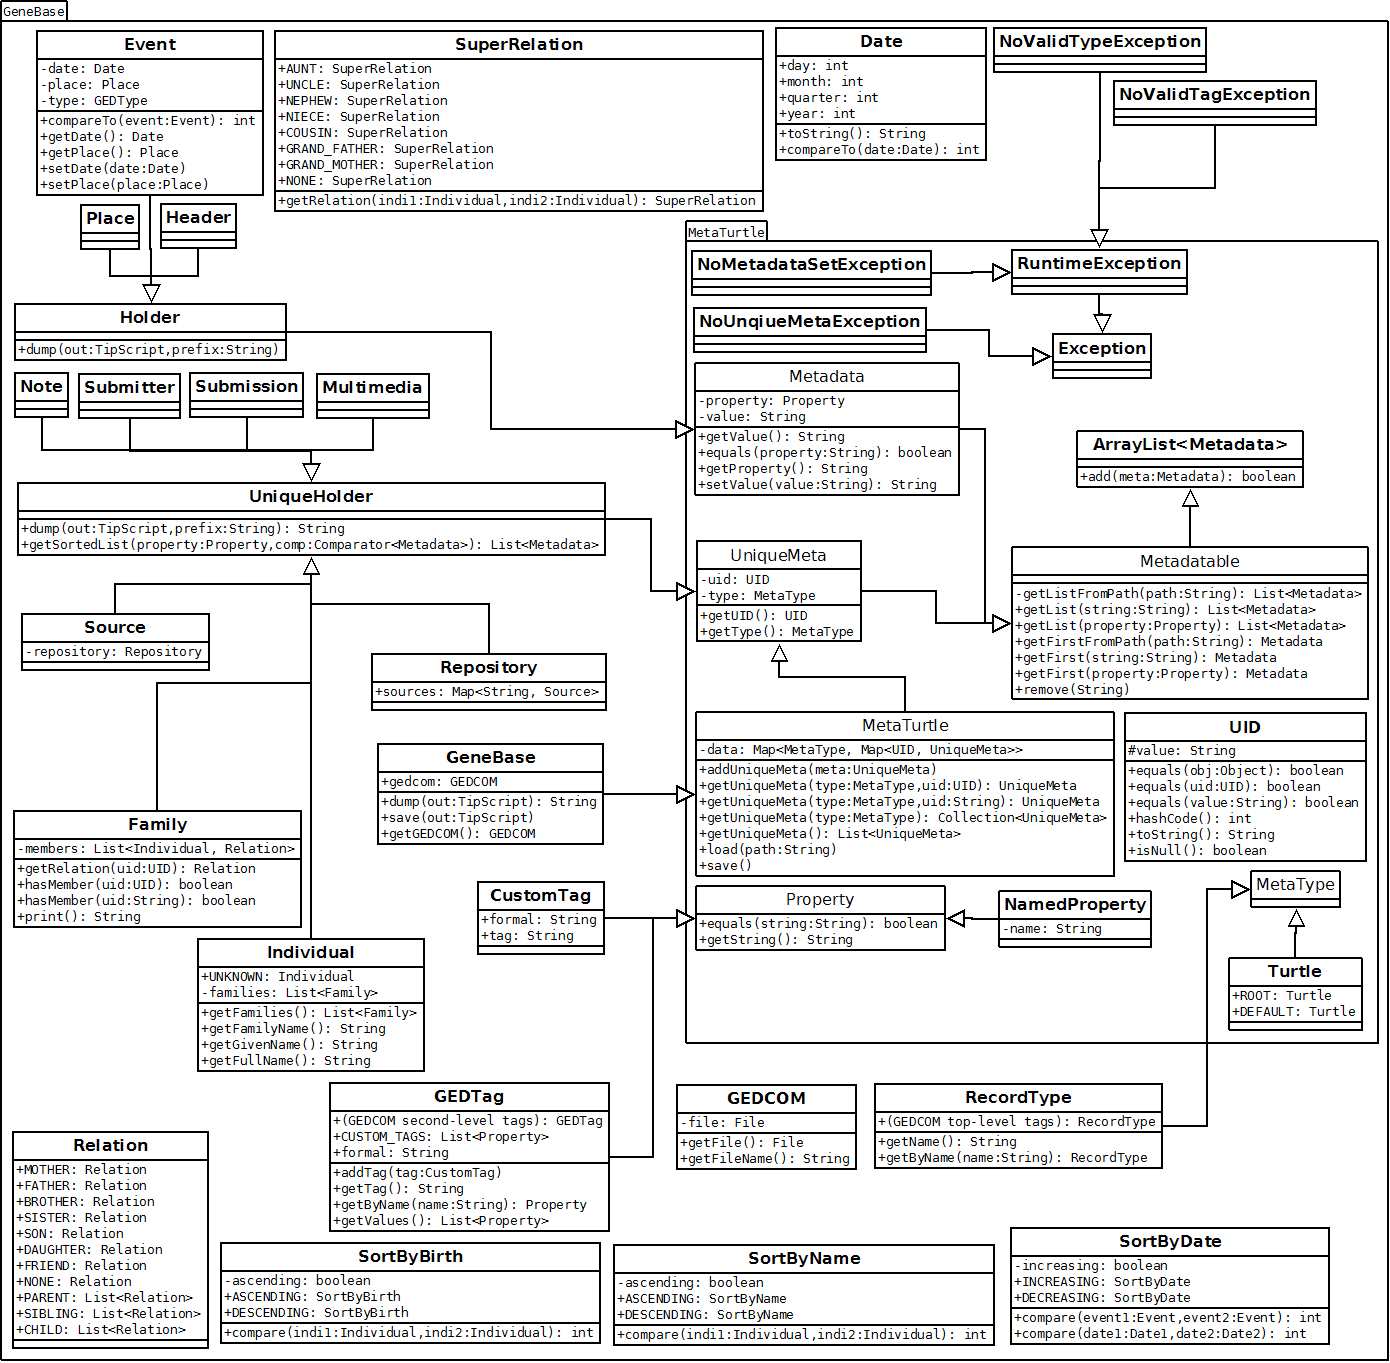 GeneBase
Event
-date: Date
-place: Place
-type: GEDType
+compareTo(event:Event): int
+getDate(): Date
+getPlace(): Place
+setDate(date:Date)
+setPlace(place:Place)
SuperRelation
+AUNT: SuperRelation
+UNCLE: SuperRelation
+NEPHEW: SuperRelation
+NIECE: SuperRelation
+COUSIN: SuperRelation
+GRAND_FATHER: SuperRelation
+GRAND_MOTHER: SuperRelation
+NONE: SuperRelation
+getRelation(indi1:Individual,indi2:Individual): SuperRelation
Date
+day: int
+month: int
+quarter: int
+year: int
+toString(): String
+compareTo(date:Date): int
NoValidTypeException
NoValidTagException
Place
Header
Holder
+dump(out:TipScript,prefix:String)
Note
Submitter
Submission
Multimedia
UniqueHolder
+dump(out:TipScript,prefix:String): String
+getSortedList(property:Property,comp:Comparator<Metadata>): List<Metadata>
Source
-repository: Repository
Repository
+sources: Map<String, Source>
GeneBase
+gedcom: GEDCOM
+dump(out:TipScript): String
+save(out:TipScript)
+getGEDCOM(): GEDCOM
Family
-members: List<Individual, Relation>
+getRelation(uid:UID): Relation
+hasMember(uid:UID): boolean
+hasMember(uid:String): boolean
+print(): String
CustomTag
+formal: String
+tag: String
Individual
+UNKNOWN: Individual
-families: List<Family>
+getFamilies(): List<Family>
+getFamilyName(): String
+getGivenName(): String
+getFullName(): String
MetaTurtle
NoMetadataSetException
RuntimeException
NoUnqiueMetaException
Exception
Metadata
-property: Property
-value: String
+getValue(): String
+equals(property:String): boolean
+getProperty(): String
+setValue(value:String): String
ArrayList<Metadata>
+add(meta:Metadata): boolean
UniqueMeta
-uid: UID
-type: MetaType
+getUID(): UID
+getType(): MetaType
Metadatable
-getListFromPath(path:String): List<Metadata>
+getList(string:String): List<Metadata>
+getList(property:Property): List<Metadata>
+getFirstFromPath(path:String): Metadata
+getFirst(string:String): Metadata
+getFirst(property:Property): Metadata
+remove(String)
MetaTurtle
-data: Map<MetaType, Map<UID, UniqueMeta>>
+addUniqueMeta(meta:UniqueMeta)
+getUniqueMeta(type:MetaType,uid:UID): UniqueMeta
+getUniqueMeta(type:MetaType,uid:String): UniqueMeta
+getUniqueMeta(type:MetaType): Collection<UniqueMeta>
+getUniqueMeta(): List<UniqueMeta>
+load(path:String)
+save()
UID
#value: String
+equals(obj:Object): boolean
+equals(uid:UID): boolean
+equals(value:String): boolean
+hashCode(): int
+toString(): String
+isNull(): boolean
Property
+equals(string:String): boolean
+getString(): String
NamedProperty
-name: String
MetaType
Turtle
+ROOT: Turtle
+DEFAULT: Turtle
GEDTag
+(GEDCOM second-level tags): GEDTag
+CUSTOM_TAGS: List<Property>
+formal: String
+addTag(tag:CustomTag)
+getTag(): String
+getByName(name:String): Property
+getValues(): List<Property>
GEDCOM
-file: File
+getFile(): File
+getFileName(): String
RecordType
+(GEDCOM top-level tags): RecordType
+getName(): String
+getByName(name:String): RecordType
Relation
+MOTHER: Relation
+FATHER: Relation
+BROTHER: Relation
+SISTER: Relation
+SON: Relation
+DAUGHTER: Relation
+FRIEND: Relation
+NONE: Relation
+PARENT: List<Relation>
+SIBLING: List<Relation>
+CHILD: List<Relation>
SortByBirth
-ascending: boolean
+ASCENDING: SortByBirth
+DESCENDING: SortByBirth
+compare(indi1:Individual,indi2:Individual): int
SortByName
-ascending: boolean
+ASCENDING: SortByName
+DESCENDING: SortByName
+compare(indi1:Individual,indi2:Individual): int
SortByDate
-increasing: boolean
+INCREASING: SortByDate
+DECREASING: SortByDate
+compare(event1:Event,event2:Event): int
+compare(date1:Date1,date2:Date2): int